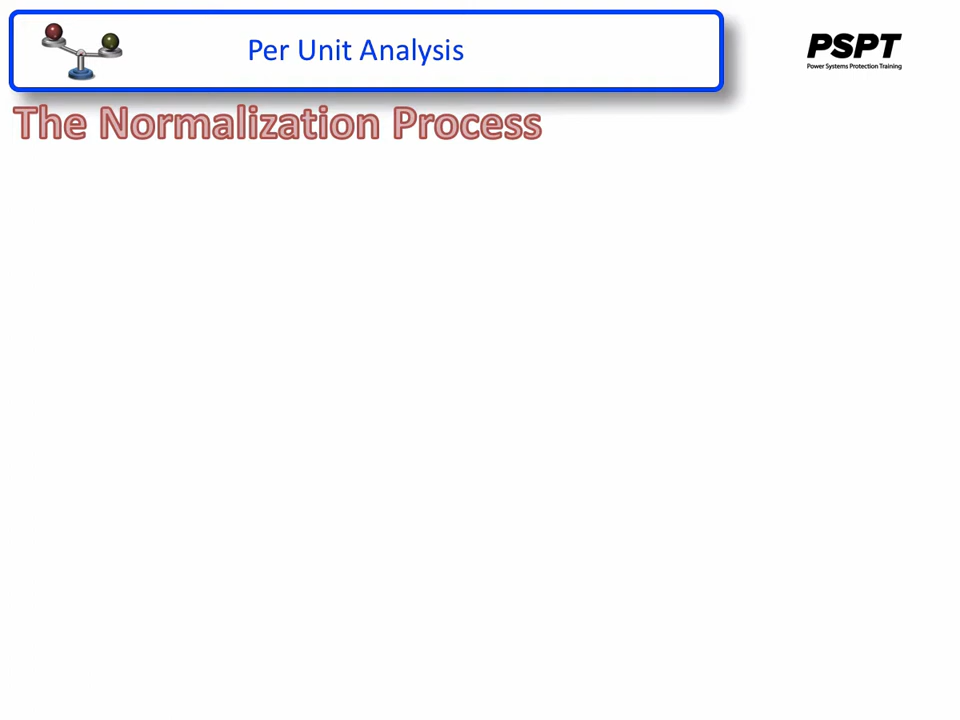 Per Unit Analysis
PSPT
Power Systems Protection Training
The Normalization Process